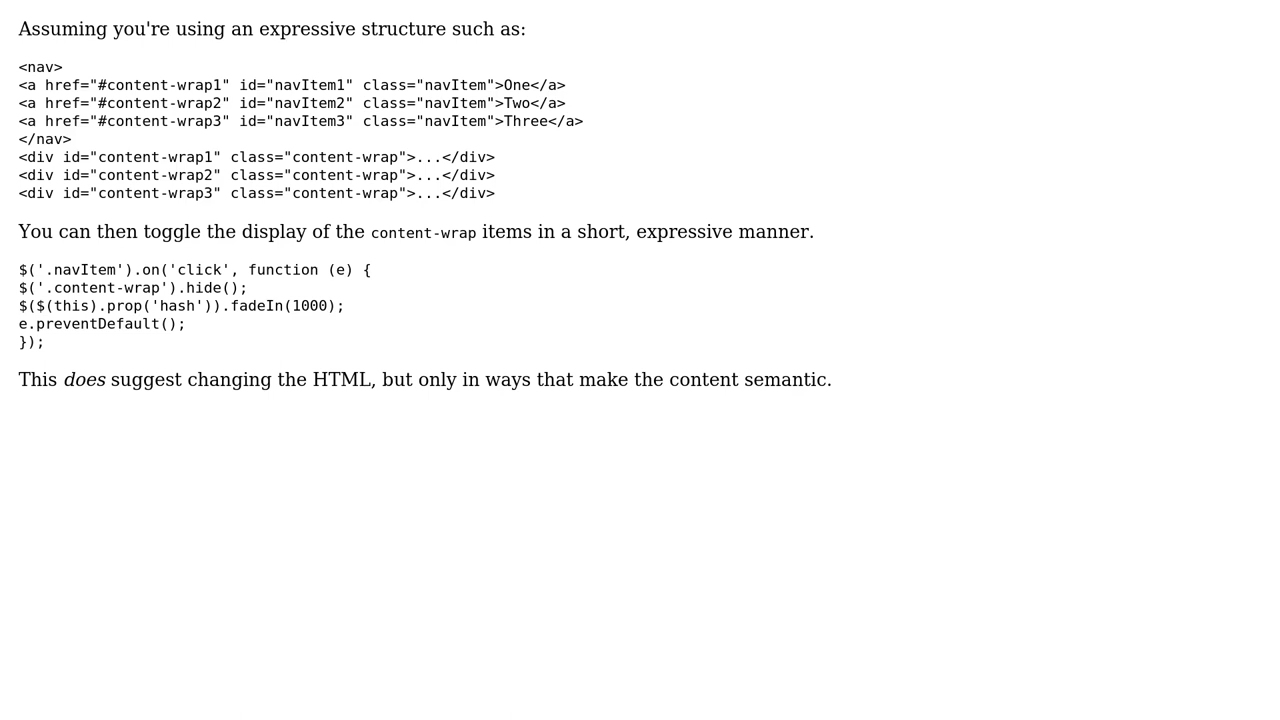 Assuming you're using an expressive structure such as:
<nav>
<a href="#content-wrap1" id="navItem1" class="navItem">One</a>
<a href="#content-wrap2" id="navItem2" class="navItem">Two</a>
<a href="#content-wrap3" id="navItem3" class="navItem">Three</a>
</nav>
<div id="content-wrap1" class="content-wrap">...</div>
<div id="content-wrap2" class="content-wrap">...</div>
<div id="content-wrap3" class="content-wrap">...</div>
You can then toggle the display of the content-wrap items in a short, expressive manner.
$('.navItem').on('click', function (e) {
$('.content-wrap').hide();
$($(this).prop('hash')).fadeIn(1000);
e.preventDefault();
});
This does suggest changing the HTML, but only in ways that make the content semantic.